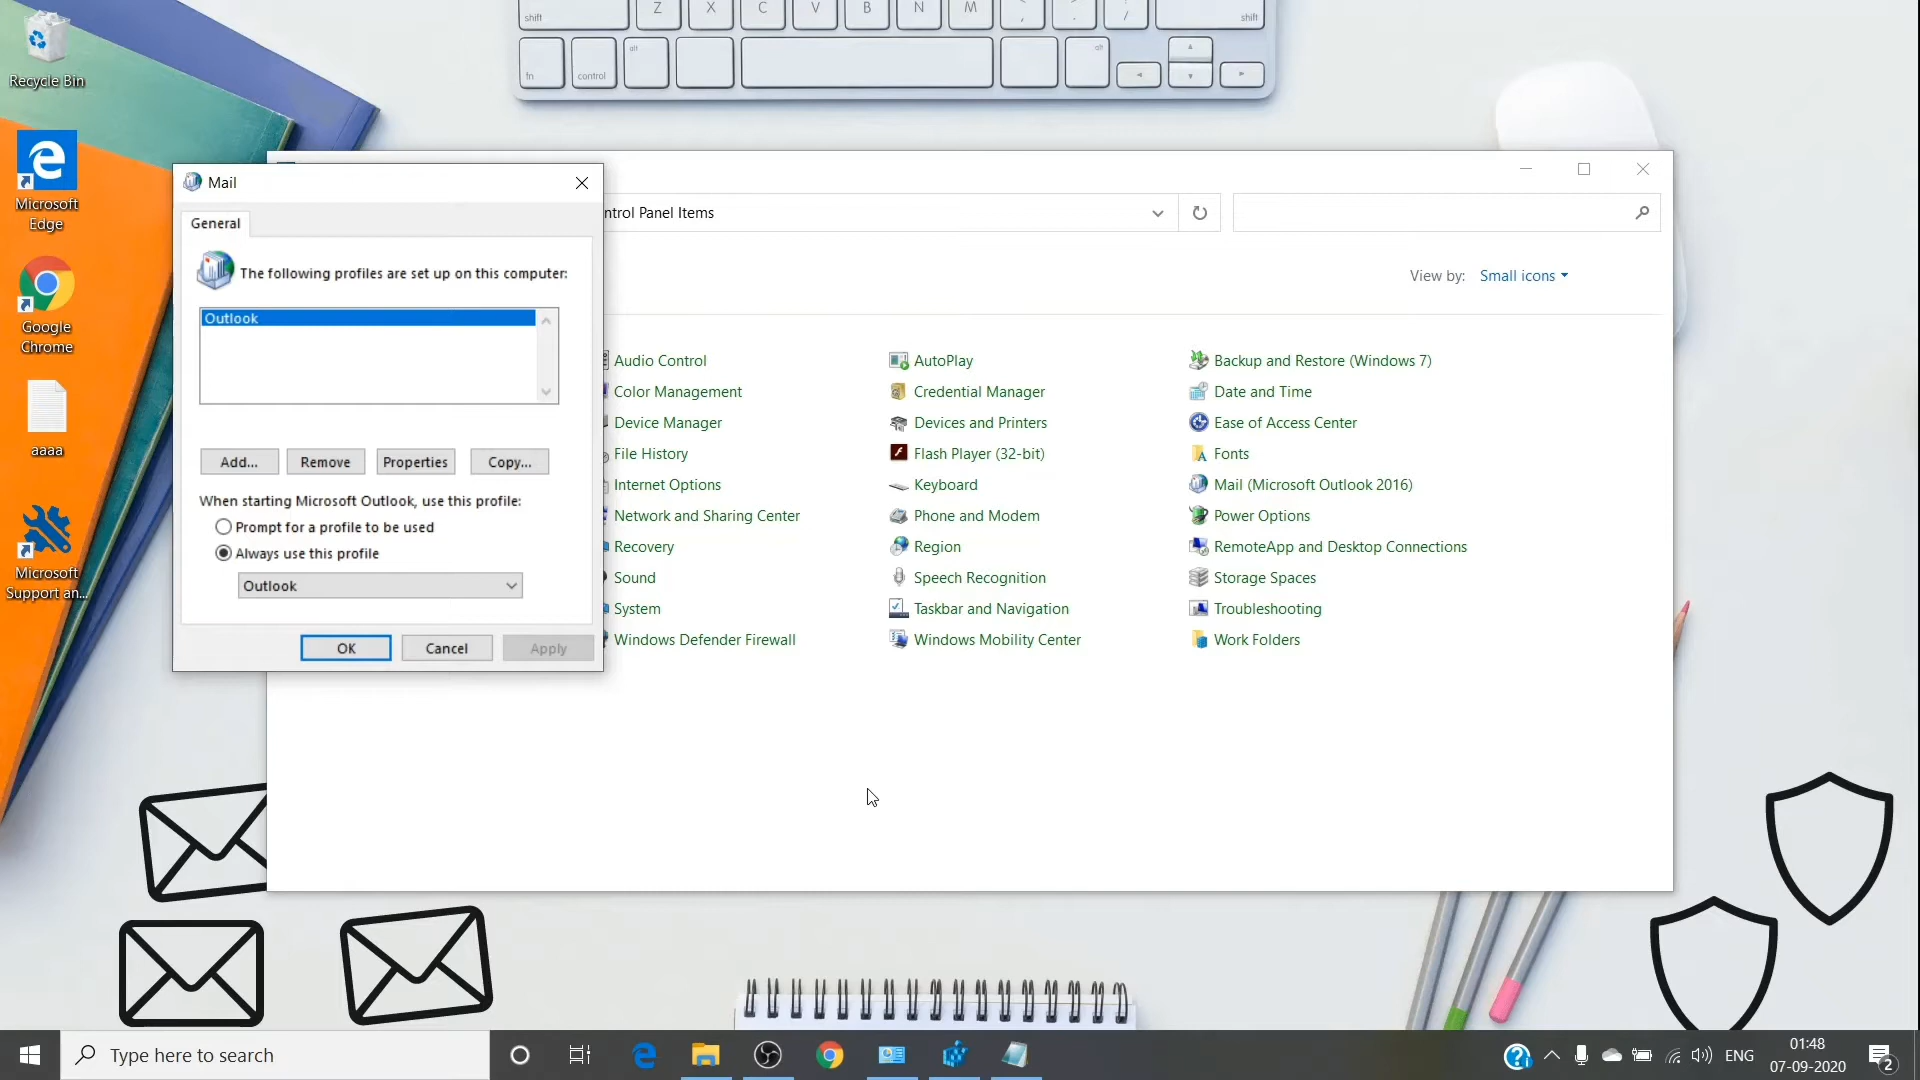 shift
Z
X
C
V
B
N
M
,
.
/
shift
fn
control
alt
alt
Recycle Bin
Microsoft
Edge
Google
Chrome
aaaa
Microsoft
Support an...
Mail
General
The following profiles are set up on this computer:
Outlook
Add...
Remove
Properties
Copy...
When starting Microsoft Outlook, use this profile:
Prompt for a profile to be used
Always use this profile
Outlook
OK
Cancel
Apply
ntrol Panel Items
View by:
Small icons
Audio Control
AutoPlay
Backup and Restore (Windows 7)
Color Management
Credential Manager
Date and Time
Device Manager
Devices and Printers
Ease of Access Center
File History
Flash Player (32-bit)
Fonts
Internet Options
Keyboard
Mail (Microsoft Outlook 2016)
Network and Sharing Center
Phone and Modem
Power Options
Recovery
Region
RemoteApp and Desktop Connections
Sound
Speech Recognition
Storage Spaces
System
Taskbar and Navigation
Troubleshooting
Windows Defender Firewall
Windows Mobility Center
Work Folders
Type here to search
ENG
01:48
07-09-2020
2